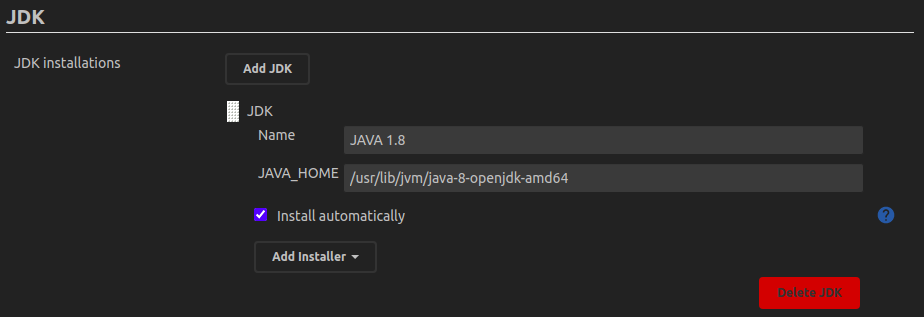 JDK
JDK installations
Add JDK
JDK
Name
JAVA 1.8
JAVA_HOME
/usr/lib/jvm/java-8-openjdk-amd64
Install automatically
?
Add Installer
Delete JDK